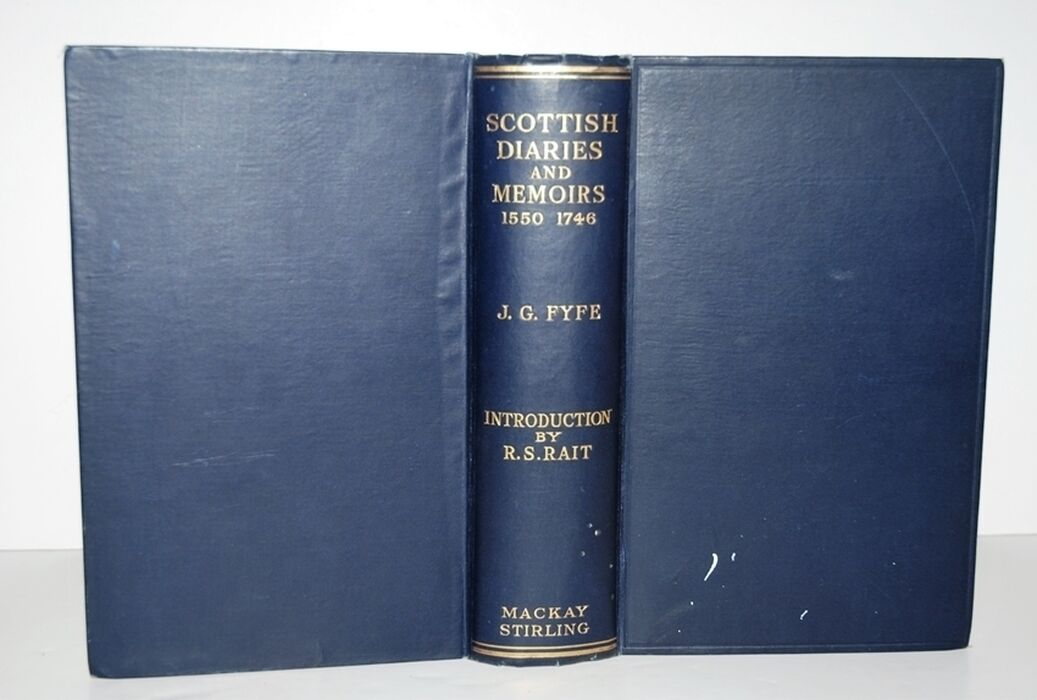 SCOTTISH
DIARIES
AND
MEMOIRS
1550 1746
J. G. FYFE
INTRODUCTION
BY
R.S.RAIT
MACKAY
STIRLING